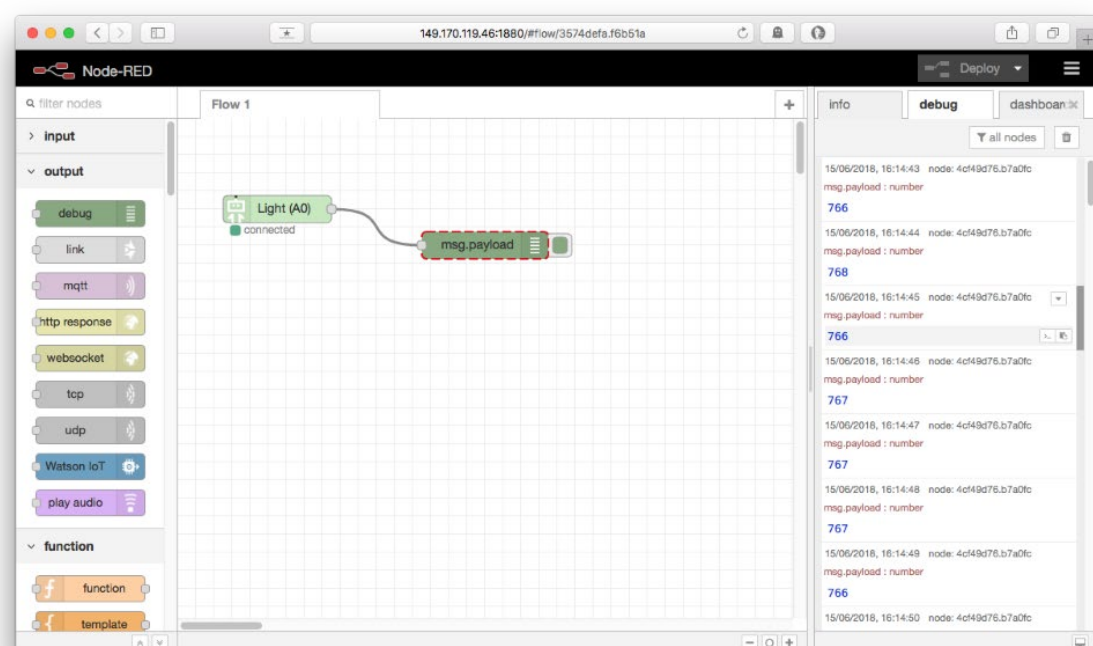 149.170.119.46:1880/#flow/3574defa.f6b51a
Node-RED
Deploy
filter nodes
input
output
debug
link
mqtt
http response
websocket
tcp
udp
Watson IoT
play audio
function
function
template
Flow 1
Light (A0)
connected
msg.payload
info
debug
dashboar
all nodes
15/06/2018, 16:14:43 node: 4cf49d76.b7a0fc
msg.payload : number
766
15/06/2018, 16:14:44 node: 4cf49d76.b7a0fc
msg.payload : number
768
15/06/2018, 16:14:45 node: 4cf49d76.b7a0fc
msg.payload : number
766
15/06/2018, 16:14:46 node: 4cf49d76.b7a0fc
msg.payload : number
767
15/06/2018, 16:14:47 node: 4cf49d76.b7a0fc
msg.payload : number
767
15/06/2018, 16:14:48 node: 4cf49d76.b7a0fc
msg.payload : number
767
15/06/2018, 16:14:49 node: 4cf49d76.b7a0fc
msg.payload : number
766
15/06/2018, 16:14:50 node: 4cf49d76.b7a0fc